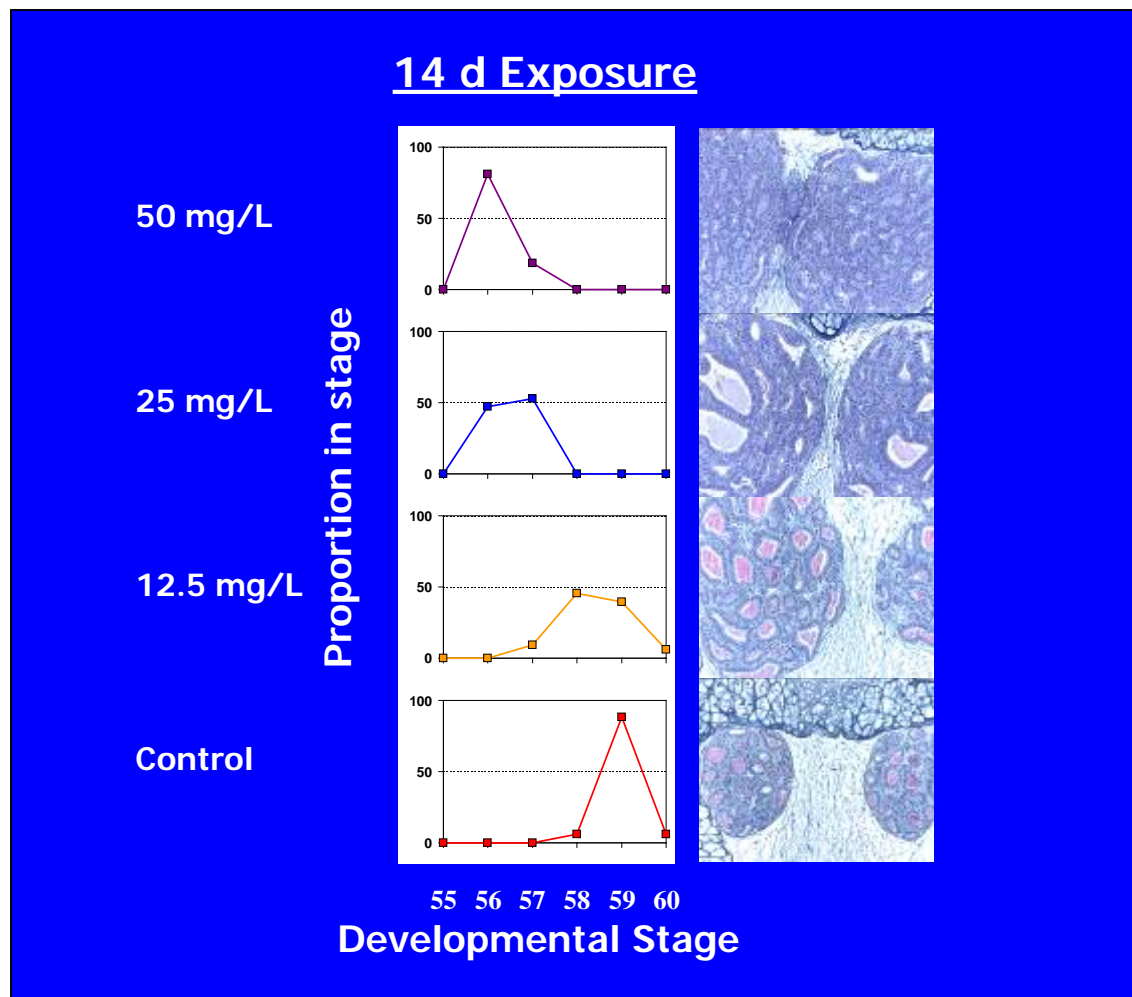 14 d Exposure
50 mg/L
100
50
0
25 mg/L
100
50
0
12.5 mg/L
100
50
0
Control
100
50
0
Proportion in stage
55 56 57 58 59 60
Developmental Stage